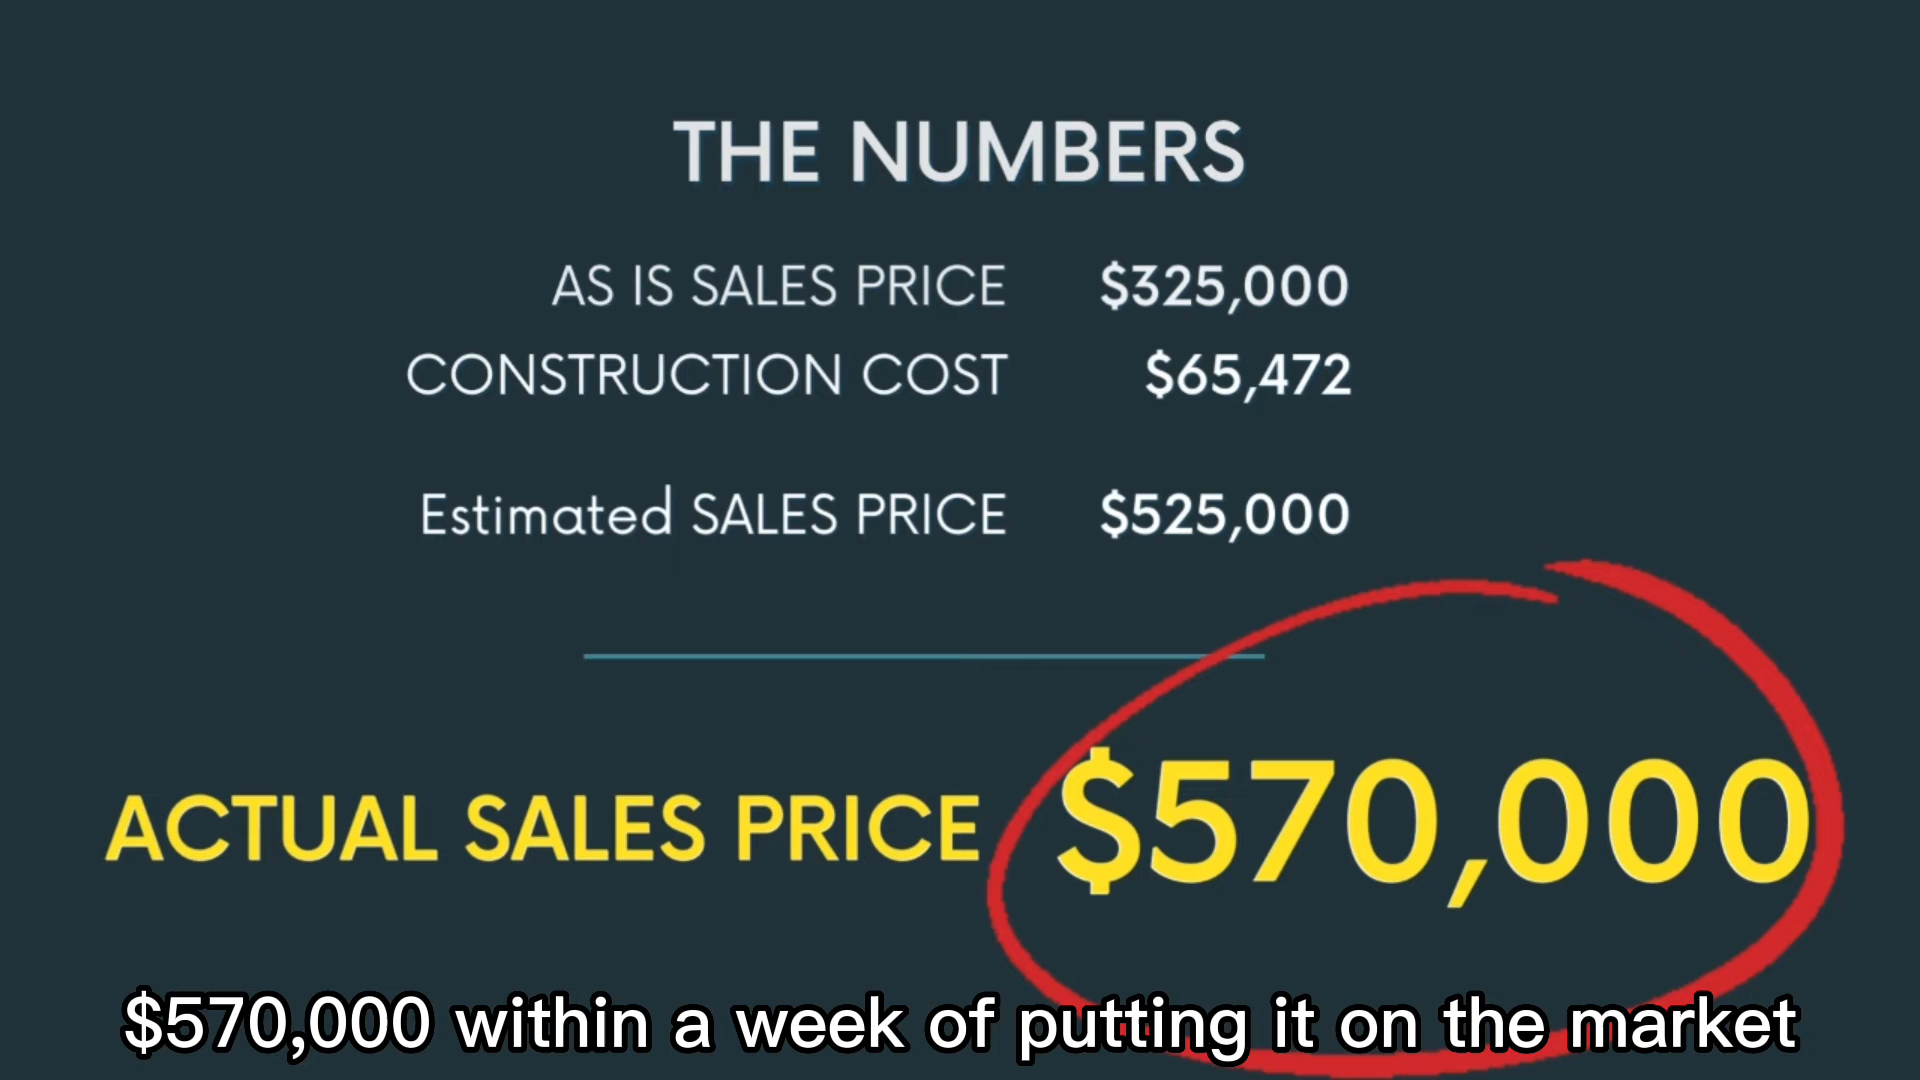 THE NUMBERS
AS IS SALES PRICE $325,000
CONSTRUCTION COST $65,472
Estimated SALES PRICE $525,000
ACTUAL SALES PRICE $570,000
$570,000 within a week of putting it on the market